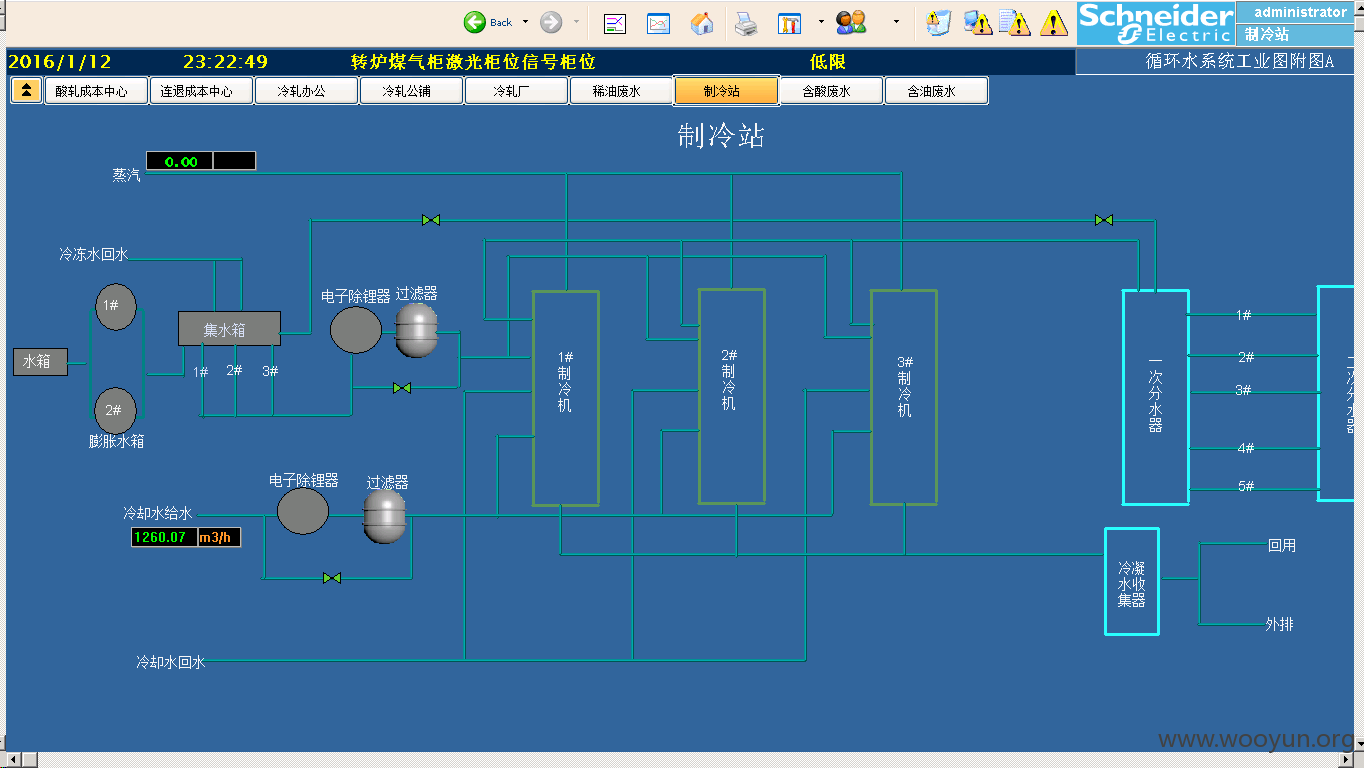 Back
Schneider Electric
administrator
制冷站
2016/1/12 23:22:49 转炉煤气柜激光柜位信号柜位 低限
循环水系统工业图附图A
酸轧成本中心 连退成本中心 冷轧办公 冷轧公铺 冷轧厂 稀油废水 制冷站 含酸废水 含油废水
制冷站
0.00
蒸汽
冷冻水回水
电子除锂器 过滤器
1#
集水箱
水箱
1# 2# 3#
2#
膨胀水箱
1#制冷机
2#制冷机
3#制冷机
一次分水器
1#
2#
3#
4#
5#
二次分水器
电子除锂器 过滤器
冷却水给水
1260.07 m3/h
冷凝水收集器
回用
外排
冷却水回水
www.wooyun.org